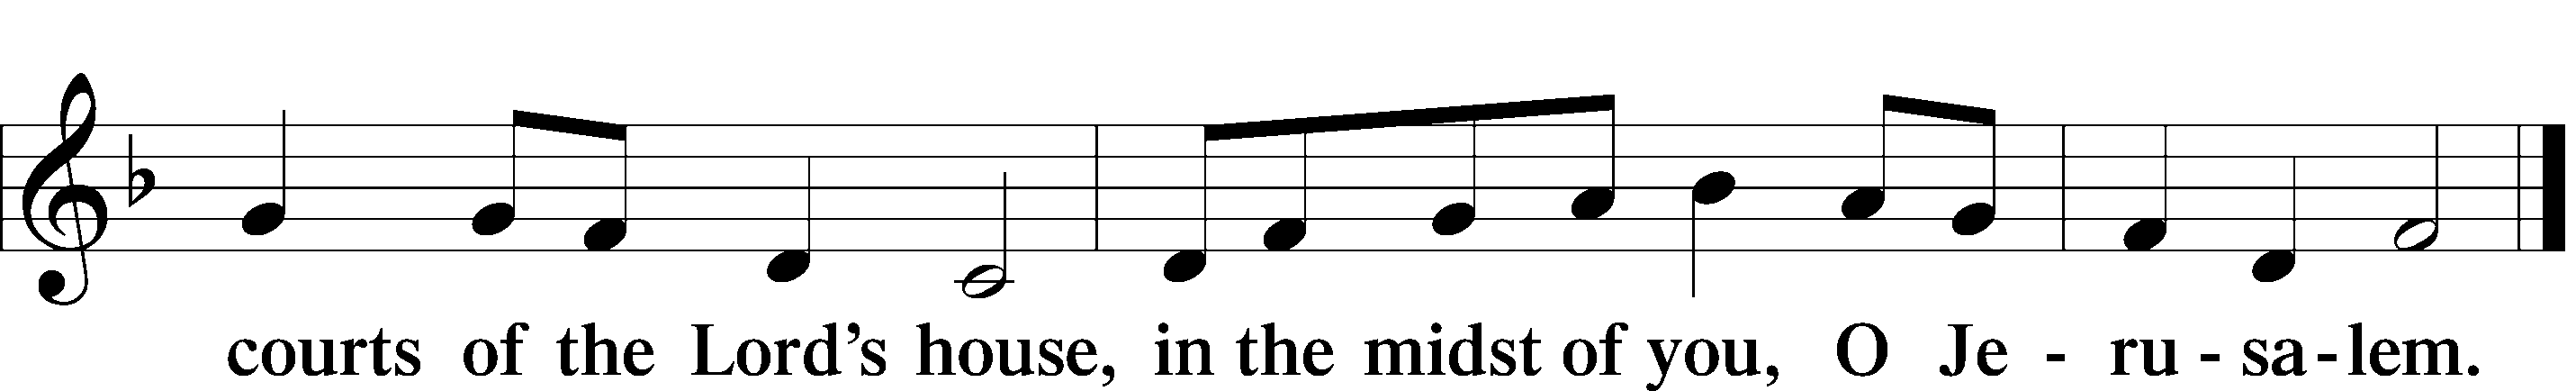 courts of the Lord's house, in the midst of you, O Je - ru - sa - lem.